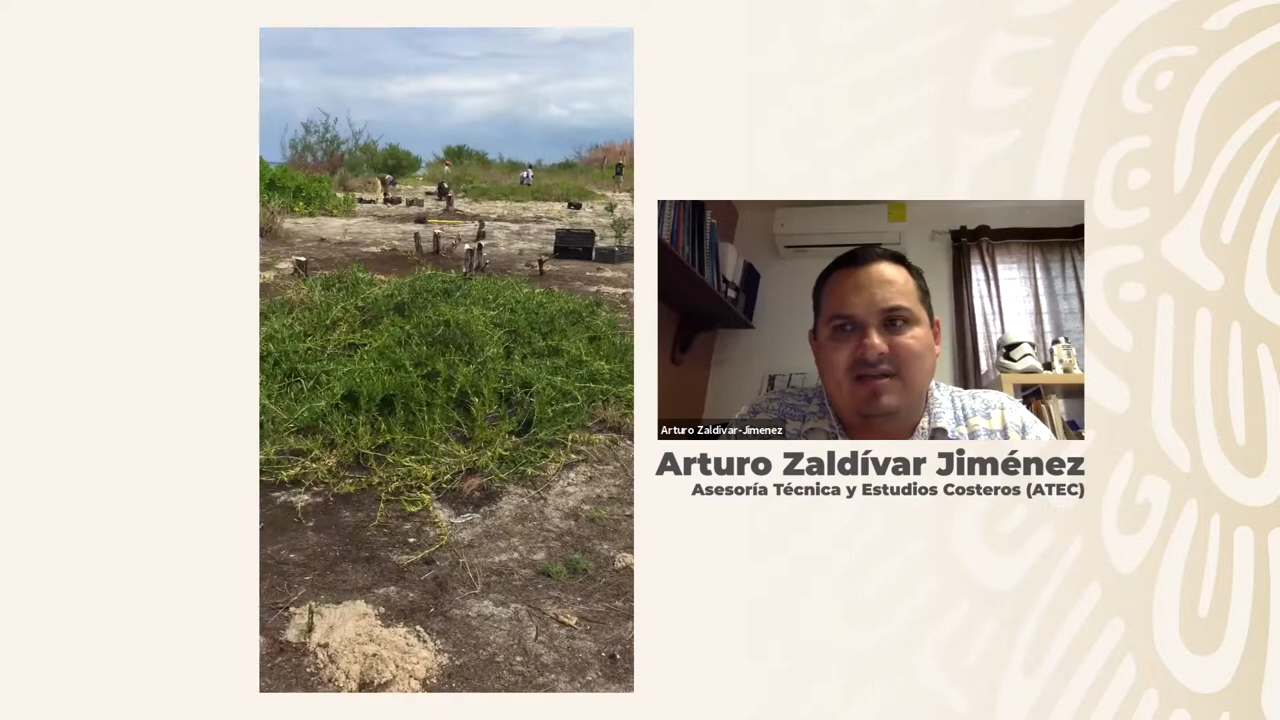 Arturo Zaldivar-Jimenez
Arturo Zaldívar Jiménez
Asesoría Técnica y Estudios Costeros (ATEC)